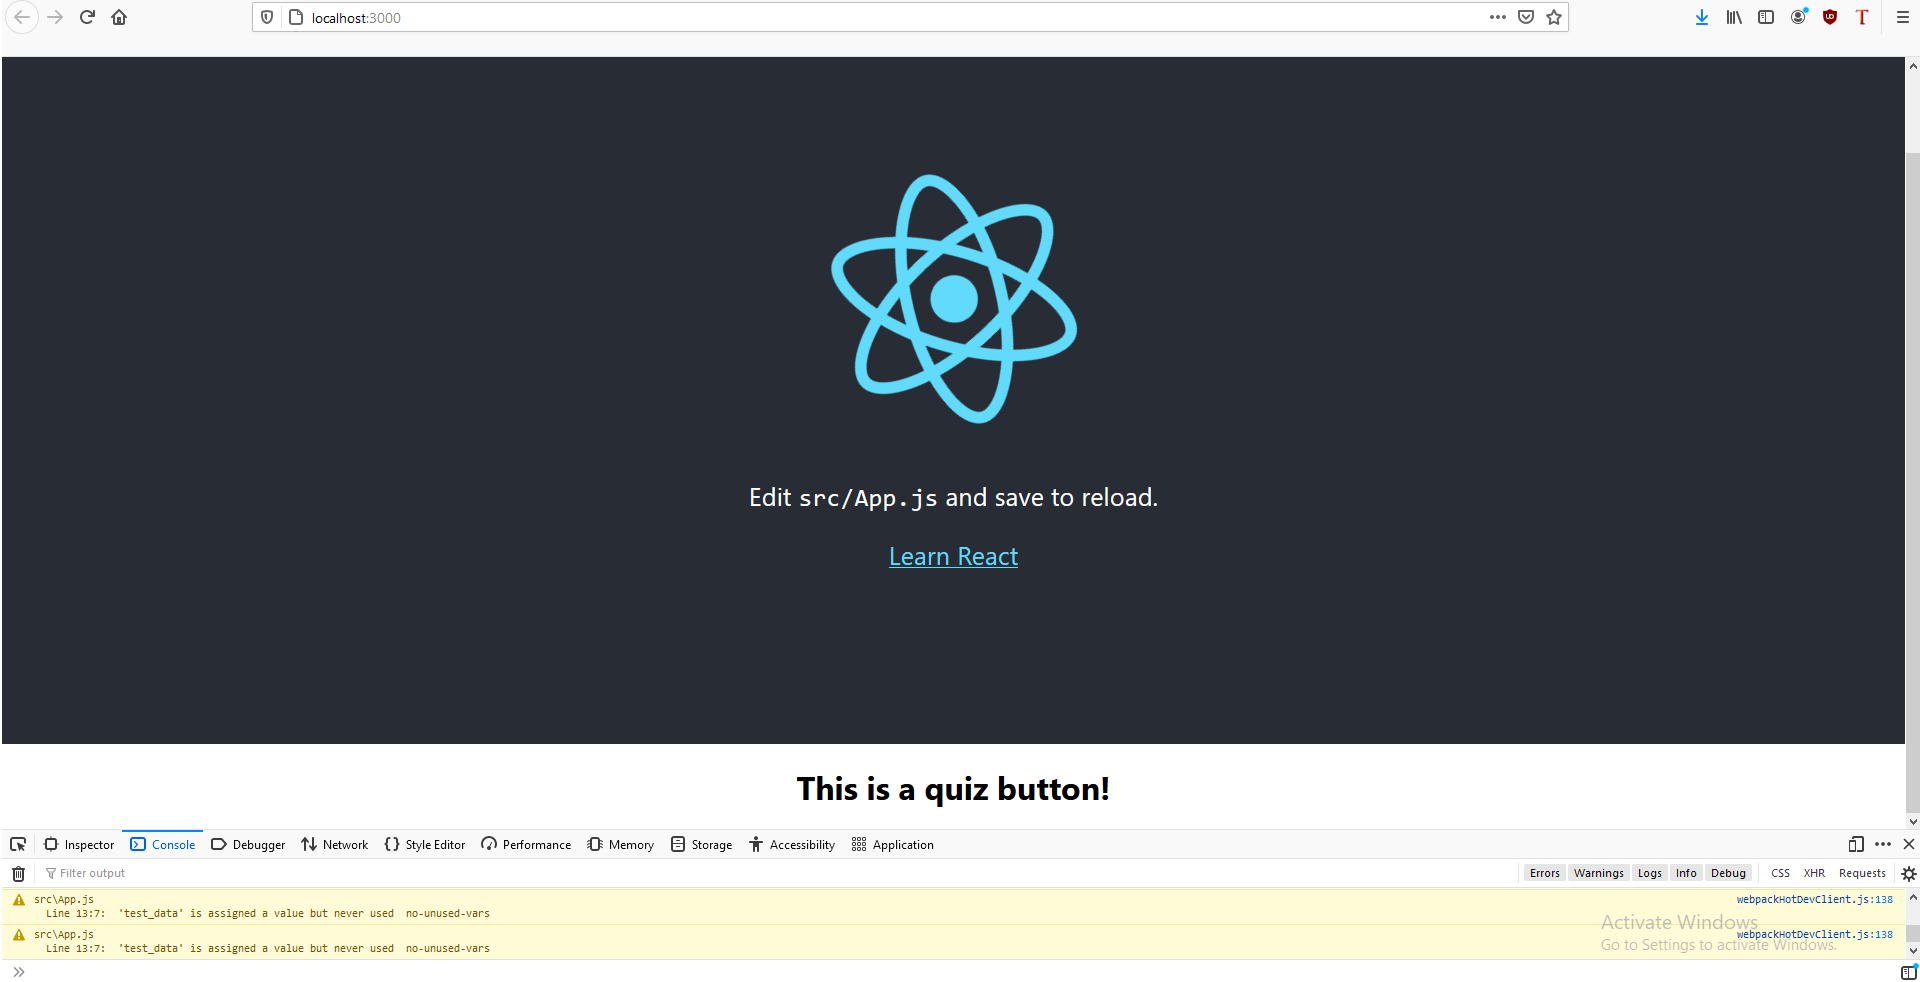 localhost:3000
Edit src/App.js and save to reload.
Learn React
This is a quiz button!
Inspector Console Debugger Network Style Editor Performance Memory Storage Accessibility Application
Filter output Errors Warnings Logs Info Debug CSS XHR Requests
src\App.js webpackHotDevClient.js:138
Line 13:7: 'test_data' is assigned a value but never used no-unused-vars
Activate Windows
src\App.js webpackHotDevClient.js:138
Go to Settings to activate Windows.
Line 13:7: 'test_data' is assigned a value but never used no-unused-vars